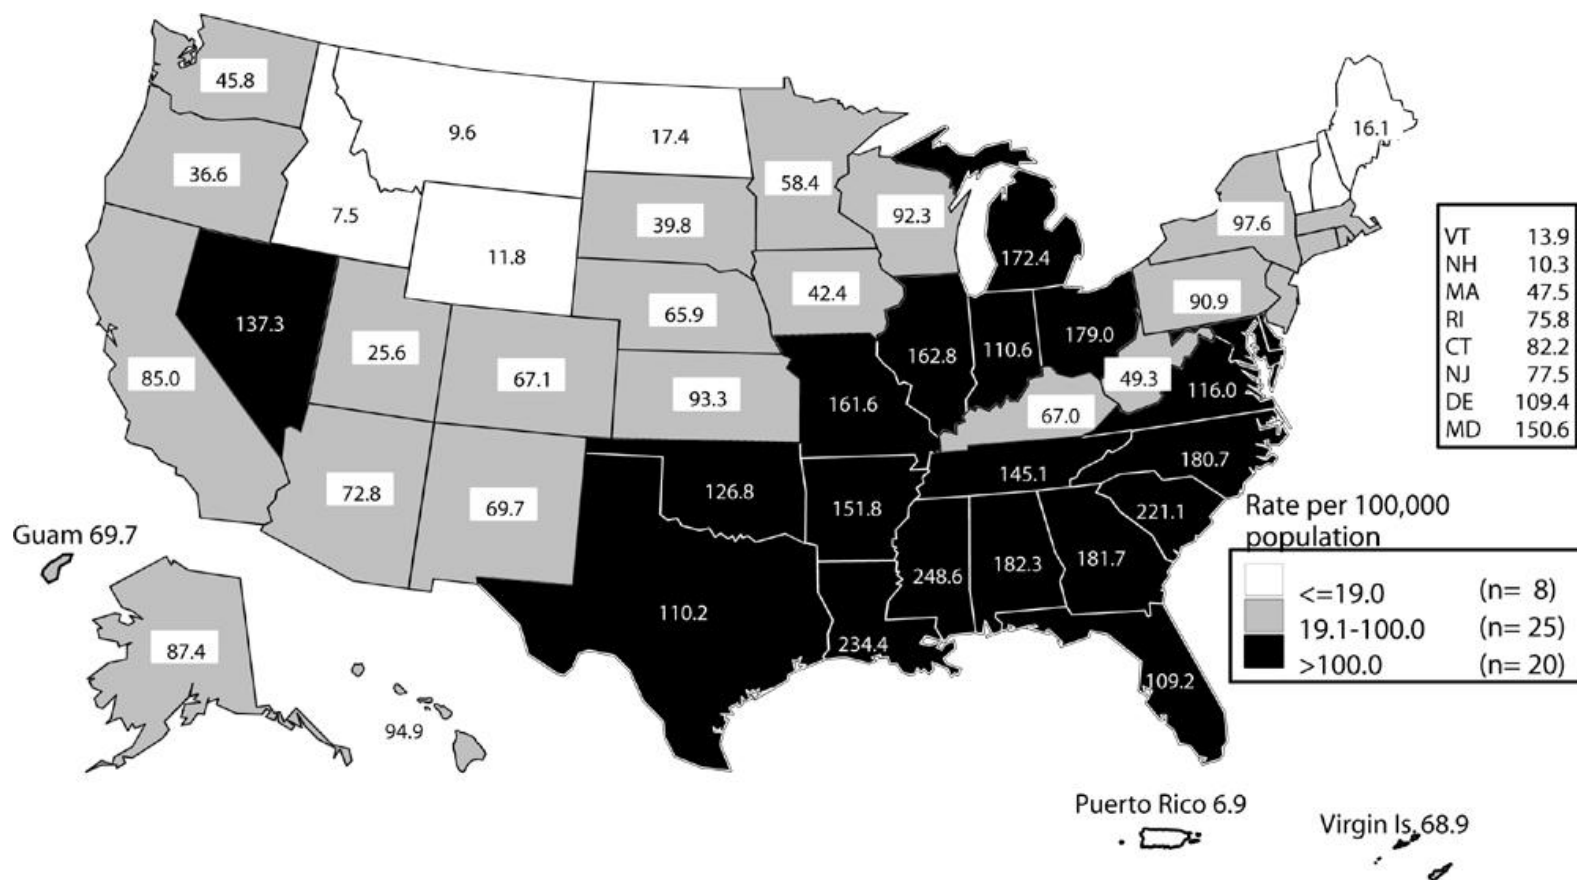 45.8
9.6
17.4
16.1
36.6
58.4
7.5
39.8
92.3
97.6
11.8
172.4
42.4
90.9
65.9
137.3
179.0
25.6
162.8
110.6
85.0
67.1
49.3
93.3
116.0
161.6
67.0
180.7
145.1
72.8
126.8
69.7
151.8
221.1
182.3
181.7
248.6
110.2
234.4
109.2
VT 13.9
NH 10.3
MA 47.5
RI 75.8
CT 82.2
NJ 77.5
DE 109.4
MD 150.6
Rate per 100,000
population
<=19.0 (n= 8)
19.1-100.0 (n= 25)
>100.0 (n= 20)
Guam 69.7
87.4
94.9
Puerto Rico 6.9
Virgin Is. 68.9